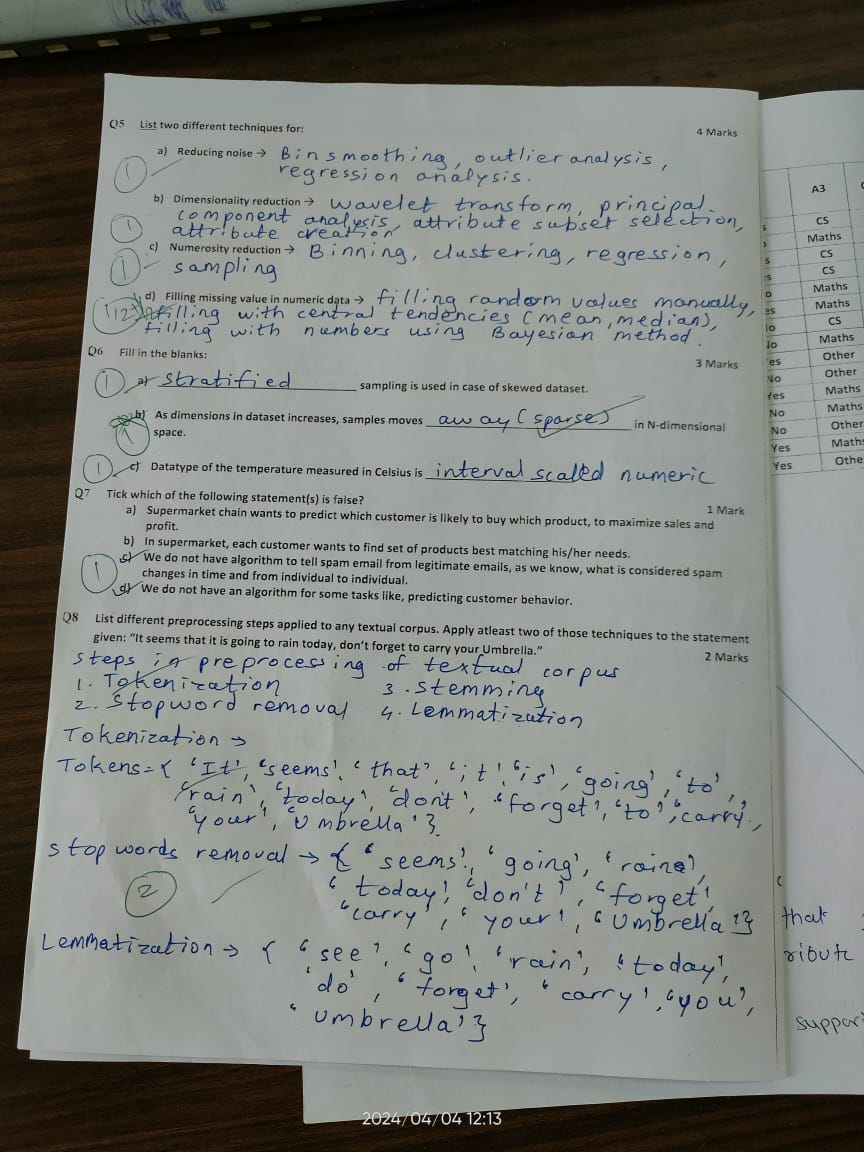 Q5 List two different techniques for:
4 Marks
a) Reducing noise → Bin smoothing, outlier analysis,
regression analysis.
1
b) Dimensionality reduction → wavelet transform, principal
component analysis, attribute subset selection,
attribute creation
1
c) Numerosity reduction → Binning, clustering, regression,
sampling
1
d) Filling missing value in numeric data → filling random values manually,
filling with central tendencies (mean, median),
filling with numbers using Bayesian method.
Q6 Fill in the blanks:
3 Marks
1 a) stratified sampling is used in case of skewed dataset.
b) As dimensions in dataset increases, samples moves away (sparse) in N-dimensional
space.
1
1 c) Datatype of the temperature measured in Celsius is interval scaled numeric
Q7 Tick which of the following statement(s) is false?
1 Mark
a) Supermarket chain wants to predict which customer is likely to buy which product, to maximize sales and
profit.
b) In supermarket, each customer wants to find set of products best matching his/her needs.
c) We do not have algorithm to tell spam email from legitimate emails, as we know, what is considered spam
changes in time and from individual to individual.
1
d) We do not have an algorithm for some tasks like, predicting customer behavior.
Q8 List different preprocessing steps applied to any textual corpus. Apply atleast two of those techniques to the statement
given: "It seems that it is going to rain today, don't forget to carry your Umbrella."
2 Marks
Steps in preprocessing of textual corpus
1. Tokenization 3. Stemming
2. Stopword removal 4. Lemmatization
Tokenization →
Tokens = { 'It', 'seems', 'that', 'it', 'is', 'going', 'to',
'rain', 'today', 'don't', 'forget', 'to', 'carry',
'your', 'Umbrella' }.
Stop words removal → { 'seems', 'going',
'today', 'don't', 'forget',
'carry', 'your', 'Umbrella' }
2
Lemmatization → { 'see', 'go', 'rain', 'today',
'do', 'forget', 'carry', 'you',
'umbrella' }
A3
CS
Maths
CS
CS
Maths
Maths
CS
Maths
Other
Other
No Maths
Yes Maths
No Other
No Math
Yes Othe
Yes
that
suppor
2024/04/04 12:13